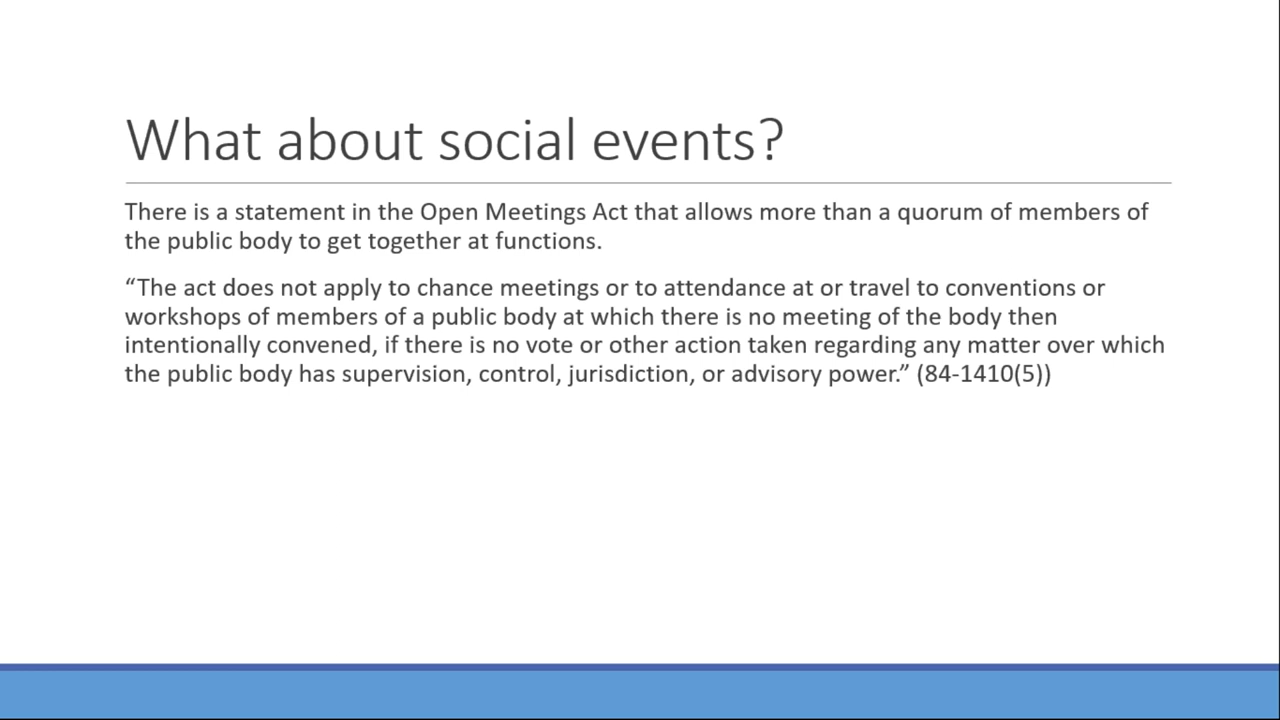 What about social events?
There is a statement in the Open Meetings Act that allows more than a quorum of members of
the public body to get together at functions.
“The act does not apply to chance meetings or to attendance at or travel to conventions or
workshops of members of a public body at which there is no meeting of the body then
intentionally convened, if there is no vote or other action taken regarding any matter over which
the public body has supervision, control, jurisdiction, or advisory power.” (84-1410(5))